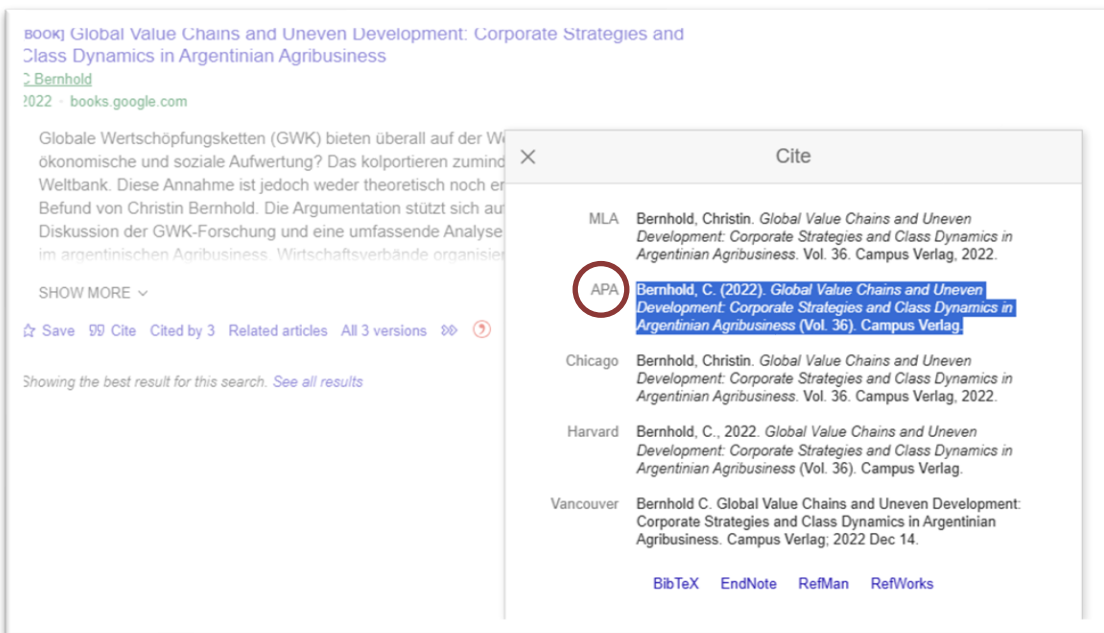 BOOK] Global Value Chains and Uneven Development: Corporate Strategies and
Class Dynamics in Argentinian Agribusiness
C Bernhold
2022 - books.google.com
Globale Wertschöpfungsketten (GWK) bieten überall auf der
ökonomische und soziale Aufwertung? Das kolportieren
Weltbank. Diese Annahme ist jedoch weder theoretisch noch
Befund von Christin Bernhold. Die Argumentation stützt sich
Diskussion der GWK-Forschung und eine umfassende Analyse
im argentinischen Agribusiness. Wirtschaftsverbände
SHOW MORE
Save Cite Cited by 3 Related articles All 3 versions
Showing the best result for this search. See all results
Cite
MLA Bernhold, Christin. Global Value Chains and Uneven
Development: Corporate Strategies and Class Dynamics in
Argentinian Agribusiness. Vol. 36. Campus Verlag, 2022.
APA Bernhold, C. (2022). Global Value Chains and Uneven
Development: Corporate Strategies and Class Dynamics in
Argentinian Agribusiness (Vol. 36). Campus Verlag.
Chicago Bernhold, Christin. Global Value Chains and Uneven
Development: Corporate Strategies and Class Dynamics in
Argentinian Agribusiness. Vol. 36. Campus Verlag, 2022.
Harvard Bernhold, C., 2022. Global Value Chains and Uneven
Development: Corporate Strategies and Class Dynamics in
Argentinian Agribusiness (Vol. 36). Campus Verlag.
Vancouver Bernhold C. Global Value Chains and Uneven Development:
Corporate Strategies and Class Dynamics in Argentinian
Agribusiness. Campus Verlag; 2022 Dec 14.
BibTeX EndNote RefMan RefWorks